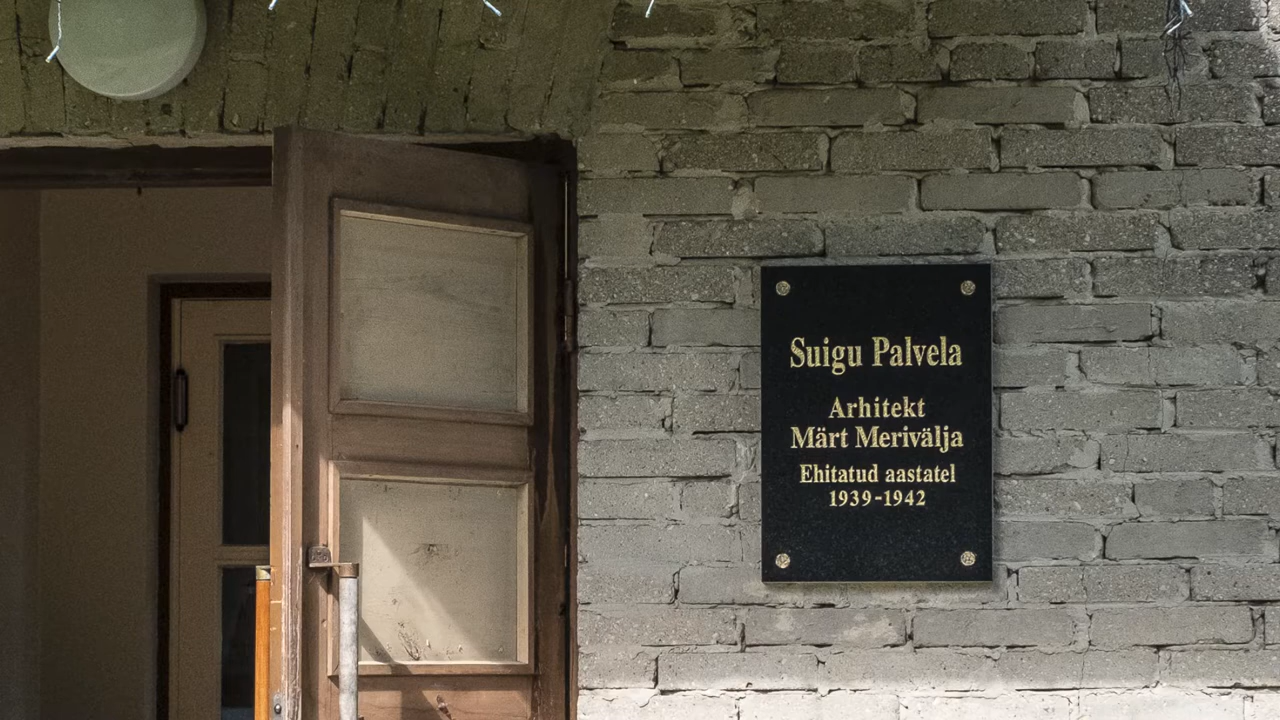 Suigu Palvela
Arhitekt
Märt Merivälja
Ehitatud aastatel
1939-1942